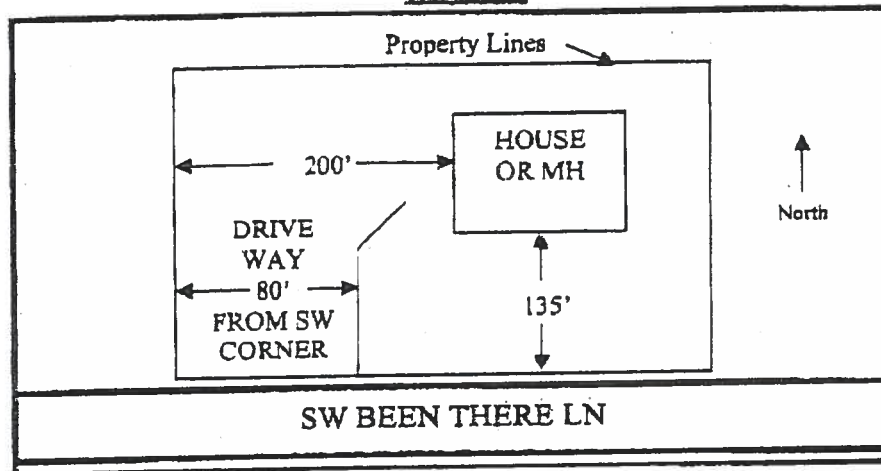 Property Lines
HOUSE
OR MH
200'
North
DRIVE
WAY
80'
FROM SW
CORNER
135'
SW BEEN THERE LN